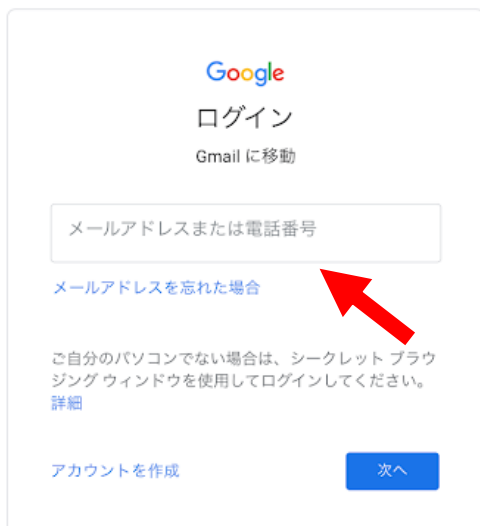 Google
ログイン
Gmail に移動
メールアドレスまたは電話番号
メールアドレスを忘れた場合
ご自分のパソコンでない場合は、シークレット ブラウ
ジング ウィンドウを使用してログインしてください。
詳細
アカウントを作成
次へ